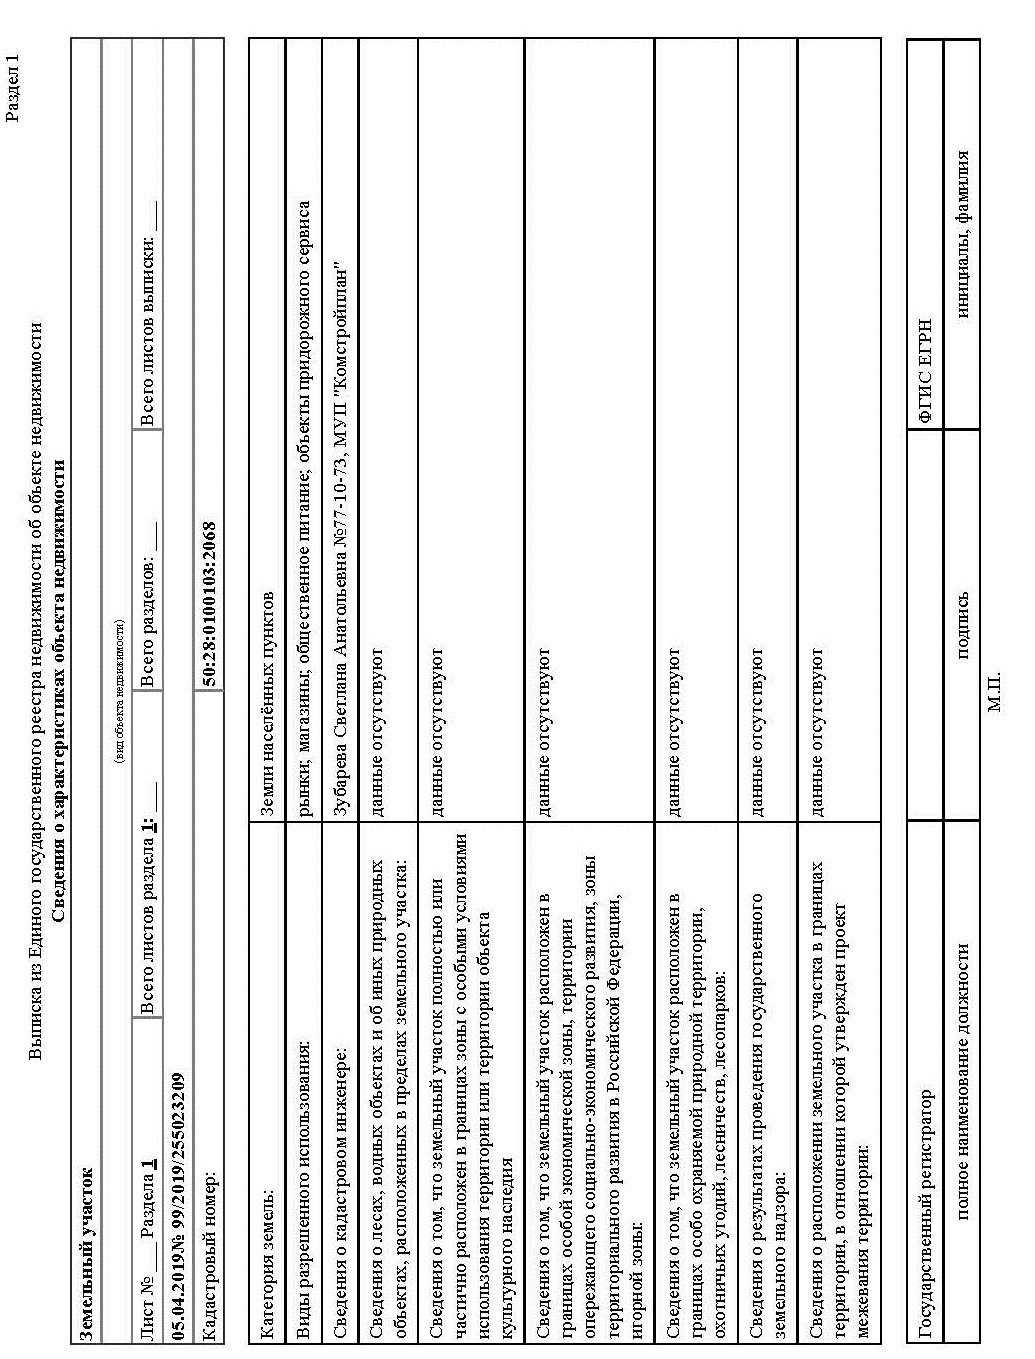 Раздел 1
Выписка из Единого государственного реестра недвижимости об объекте недвижимости
Сведения о характеристиках объекта недвижимости
Земельный участок
(вид объекта недвижимости)
Лист № ___ Раздела 1 Всего листов раздела 1: ___ Всего разделов: ___ Всего листов выписки: ___
05.04.2019№ 99/2019/255023209
Кадастровый номер: 50:28:0100103:2068
Категория земель: Земли населённых пунктов
Виды разрешенного использования: рынки; магазины; общественное питание; объекты придорожного сервиса
Сведения о кадастровом инженере: Зубарева Светлана Анатольевна №77-10-73, МУП "Комстройплан"
Сведения о лесах, водных объектах и об иных природных
объектах, расположенных в пределах земельного участка:
данные отсутствуют
Сведения о том, что земельный участок полностью или
частично расположен в границах зоны с особыми условиями
использования территории или территории объекта
культурного наследия
данные отсутствуют
Сведения о том, что земельный участок расположен в
границах особой экономической зоны, территории
опережающего социально-экономического развития, зоны
территориального развития в Российской Федерации,
игорной зоны:
данные отсутствуют
Сведения о том, что земельный участок расположен в
границах особо охраняемой природной территории,
охотничьих угодий, лесничеств, лесопарков:
данные отсутствуют
Сведения о результатах проведения государственного
земельного надзора:
данные отсутствуют
Сведения о расположении земельного участка в границах
территории, в отношении которой утвержден проект
межевания территории:
данные отсутствуют
Государственный регистратор ФГИС ЕГРН
полное наименование должности подпись инициалы, фамилия
М.П.